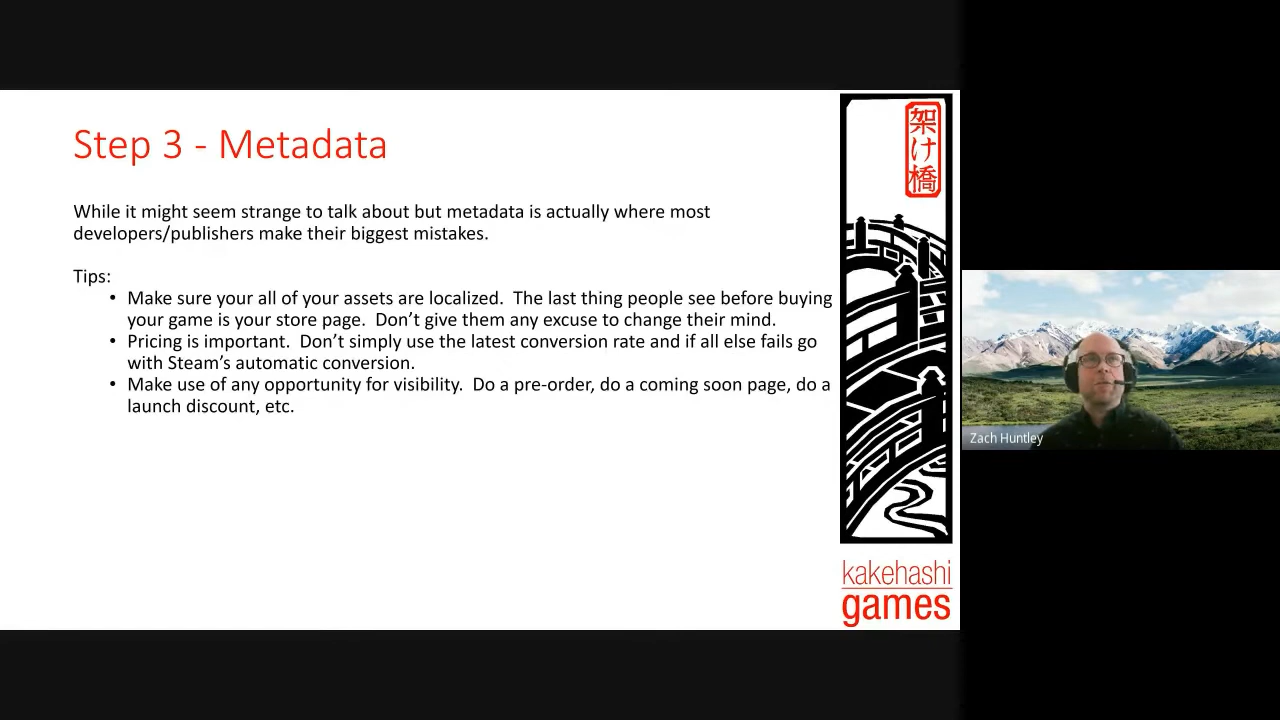 Step 3 - Metadata
While it might seem strange to talk about but metadata is actually where most
developers/publishers make their biggest mistakes.
Tips:
• Make sure your all of your assets are localized.  The last thing people see before buying
your game is your store page.  Don’t give them any excuse to change their mind.
• Pricing is important.  Don’t simply use the latest conversion rate and if all else fails go
with Steam’s automatic conversion.
• Make use of any opportunity for visibility.  Do a pre-order, do a coming soon page, do a
launch discount, etc.
架け橋
kakehashi
games
Zach Huntley